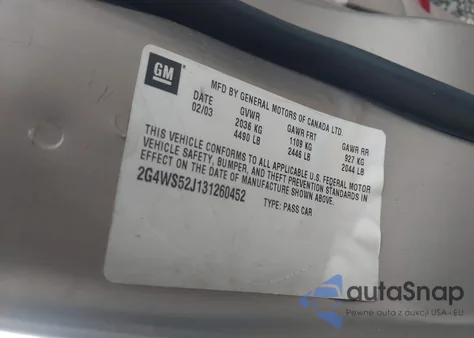 GM
MFD BY GENERAL MOTORS OF CANADA LTD.
DATE GVWR GAWR FRT GAWR RR
02/03 2036 KG 1109 KG 927 KG
4490 LB 2446 LB 2044 LB
THIS VEHICLE CONFORMS TO ALL APPLICABLE U.S. FEDERAL MOTOR
VEHICLE SAFETY, BUMPER, AND THEFT PREVENTION STANDARDS IN
EFFECT ON THE DATE OF MANUFACTURE SHOWN ABOVE.
2G4WS52J131260452 TYPE: PASS CAR
autoSnap
Pewne auta z aukcji USA i EU